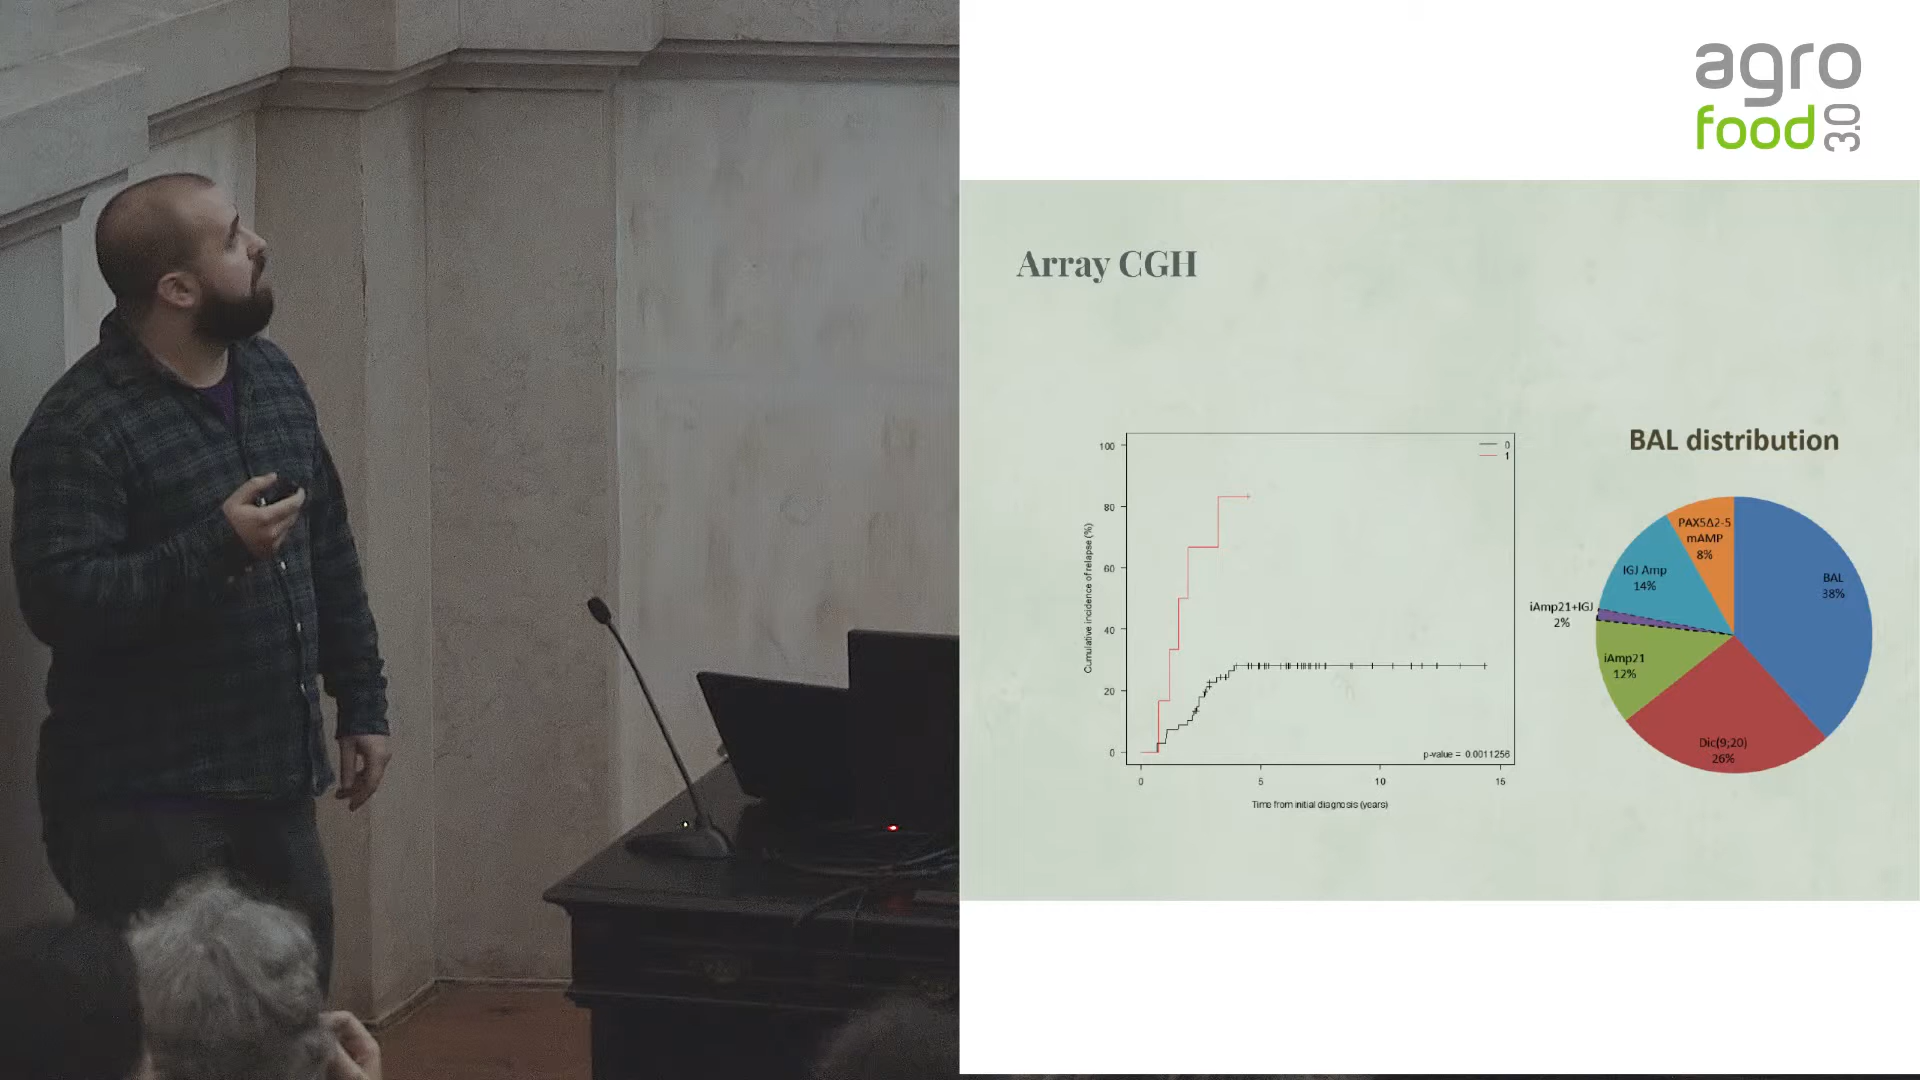 agro
food 3.0
Array CGH
100
80
60
40
20
0
Cumulative incidence of relapse (%)
0
1
p-value = 0.0011256
0 5 10 15
Time from initial diagnosis (years)
BAL distribution
PAX5Δ2-5
mAMP
8%
BAL
38%
IGJ Amp
14%
iAmp21+IGJ
2%
iAmp21
12%
Dic(9;20)
26%